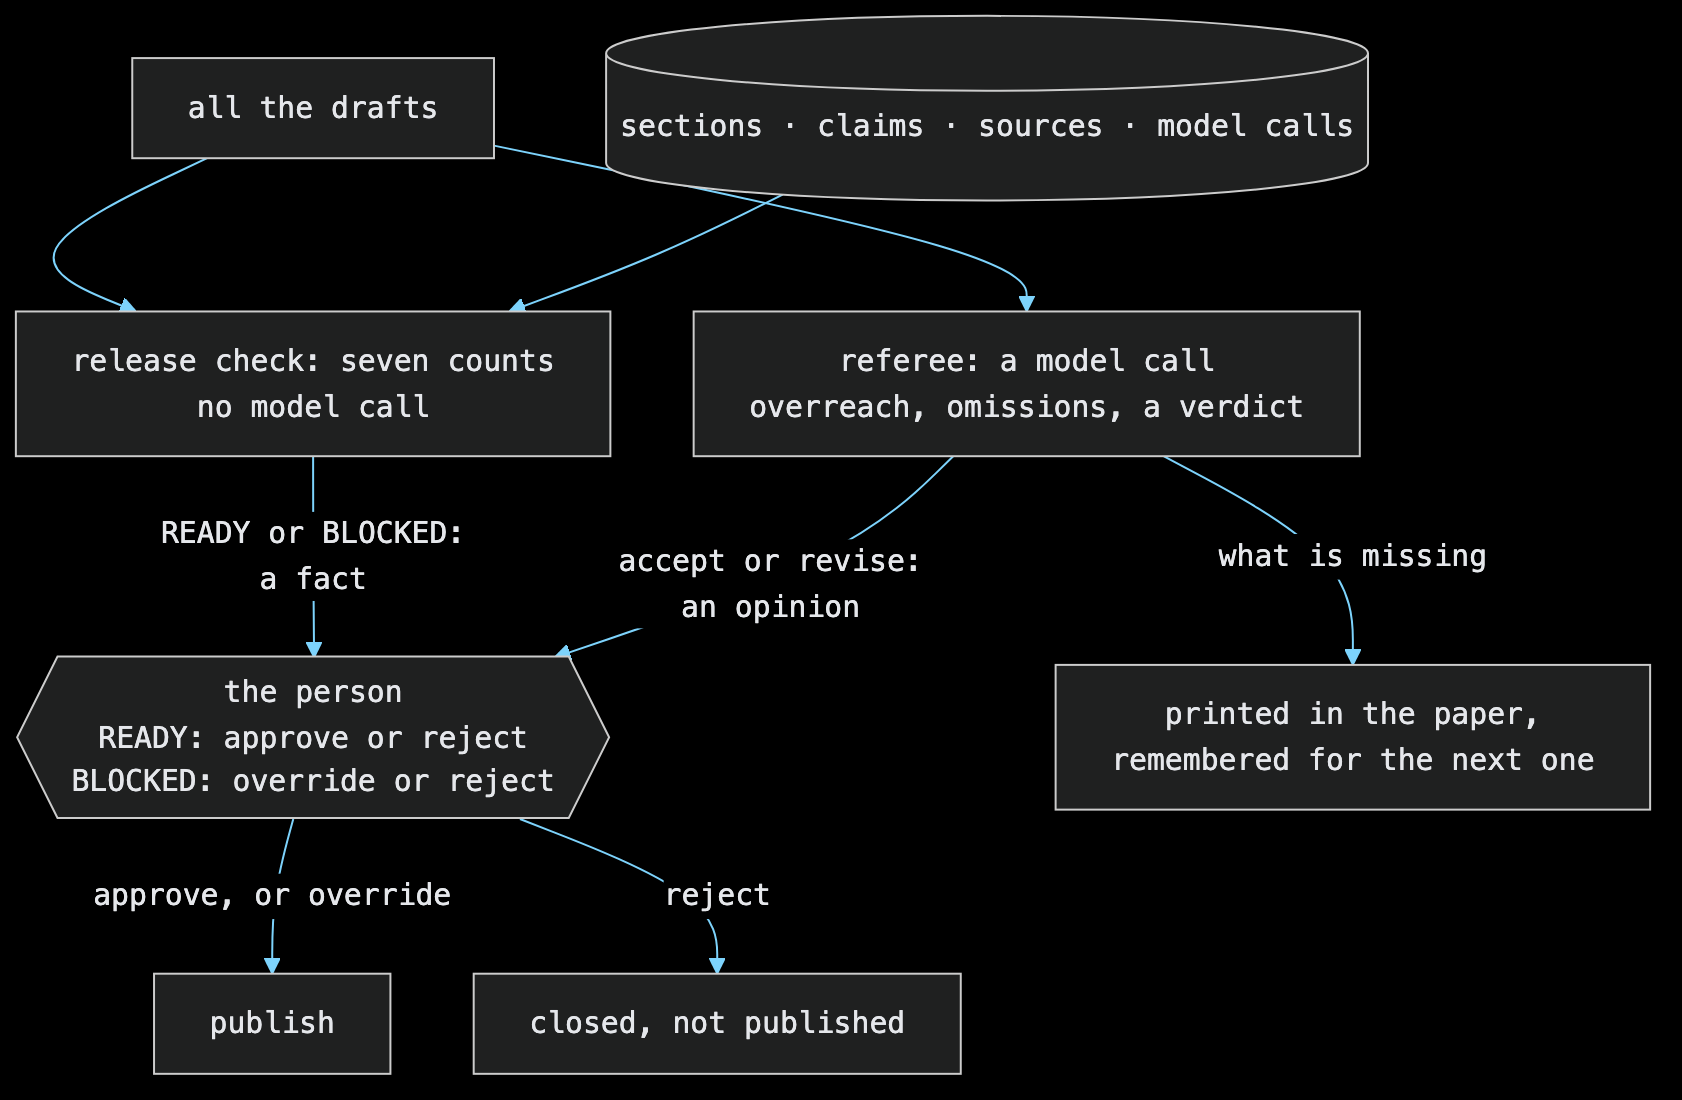 all the drafts
sections · claims · sources · model calls
release check: seven counts
no model call
referee: a model call
overreach, omissions, a verdict
READY or BLOCKED:
a fact
accept or revise:
an opinion
what is missing
the person
READY: approve or reject
BLOCKED: override or reject
printed in the paper,
remembered for the next one
approve, or override
reject
publish
closed, not published